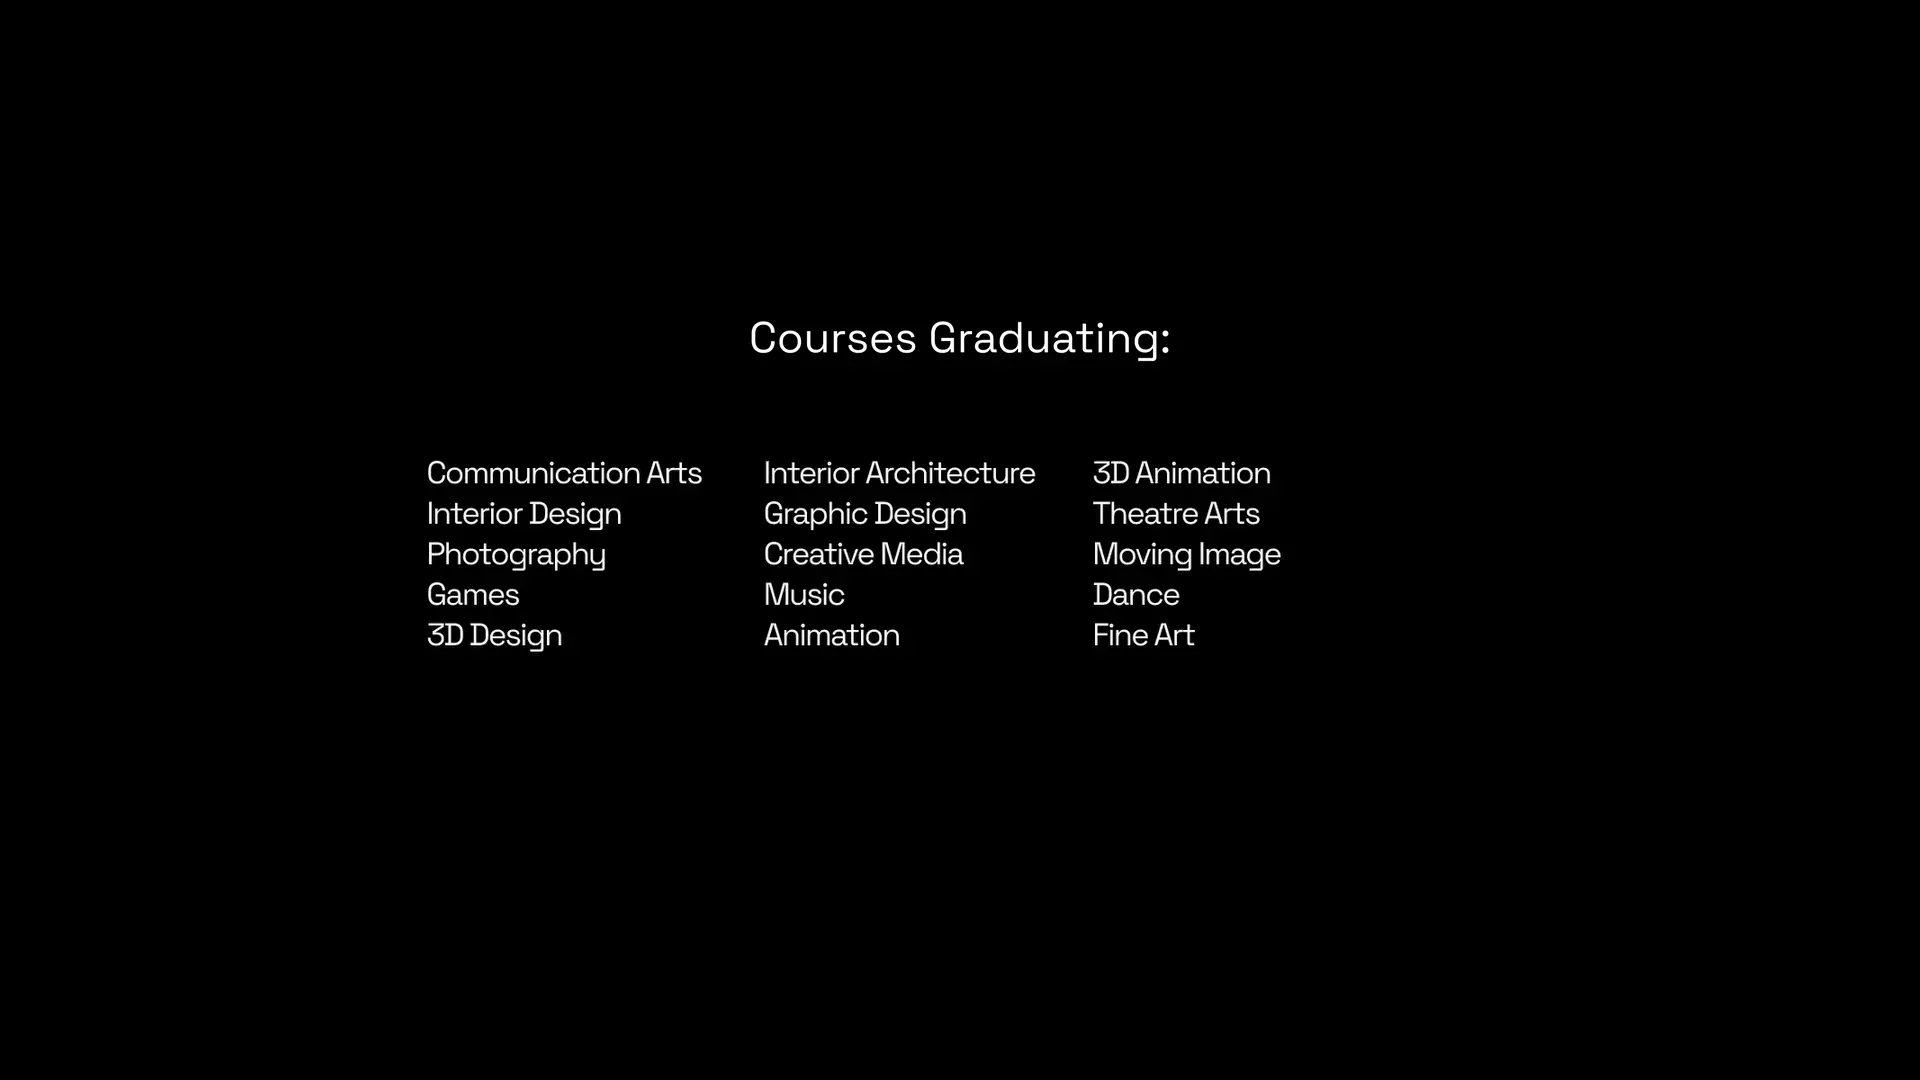 Courses Graduating:
Communication Arts
Interior Design
Photography
Games
3D Design
Interior Architecture
Graphic Design
Creative Media
Music
Animation
3D Animation
Theatre Arts
Moving Image
Dance
Fine Art